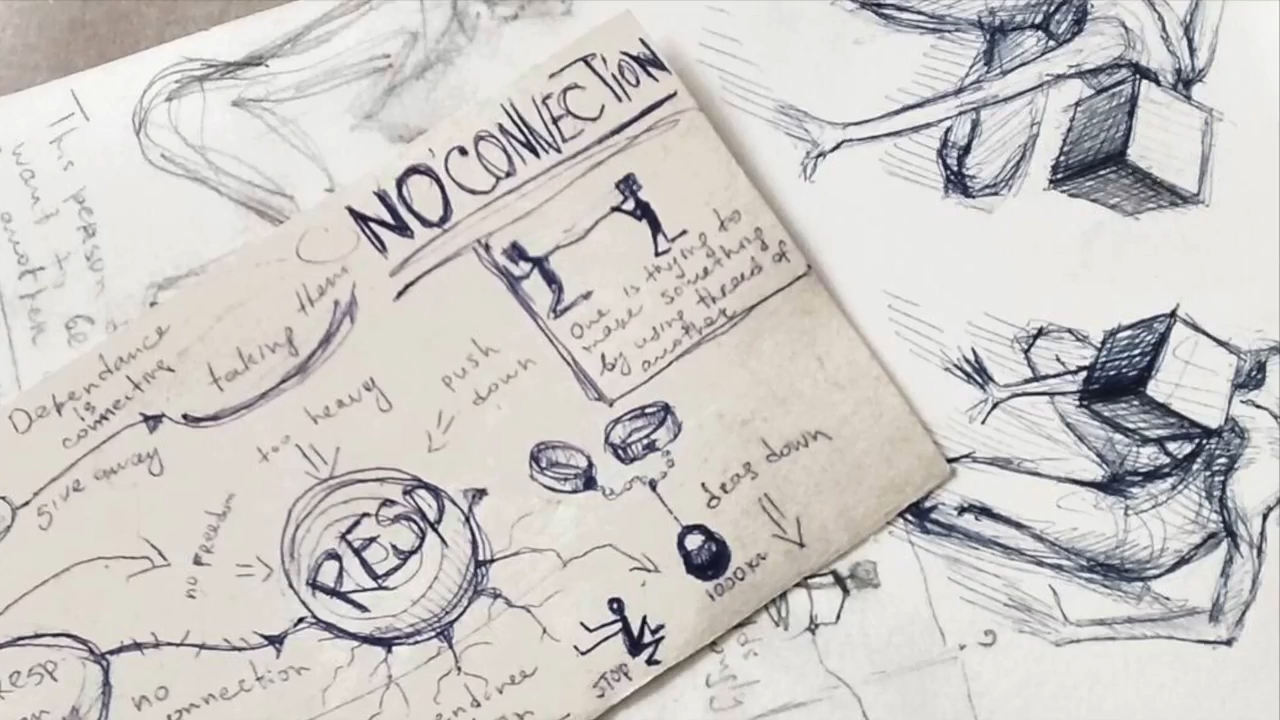 NO CONNECTION
This person
want to be
another
One is trying to
make something
by using threed of
another
Dependance
is
connecting
taking them
give away
too heavy
push
down
no FREEDOM
RESP
drag down
1000 kg
STOP
Resp
no
connection